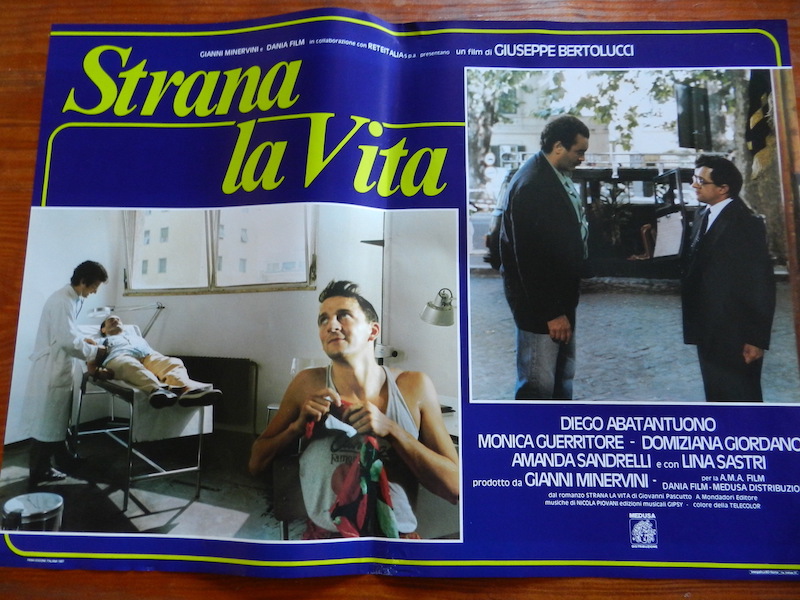 GIANNI MINERVINI e DANIA FILM in collaborazione con RETEITALIA s.p.a. presentano un film di GIUSEPPE BERTOLUCCI
Strana
la Vita
DIEGO ABATANTUONO
MONICA GUERRITORE - DOMIZIANA GIORDANO
AMANDA SANDRELLI e con LINA SASTRI
prodotto da GIANNI MINERVINI - per la A.M.A. FILM
DANIA FILM - MEDUSA DISTRIBUZIO
dal romanzo STRANA LA VITA di Giovanni Pascutto A. Mondadori Editore
musiche di NICOLA PIOVANI edizioni musicali GIPSY - colore della TELECOLOR
MEDUSA
DISTRIBUZIONE